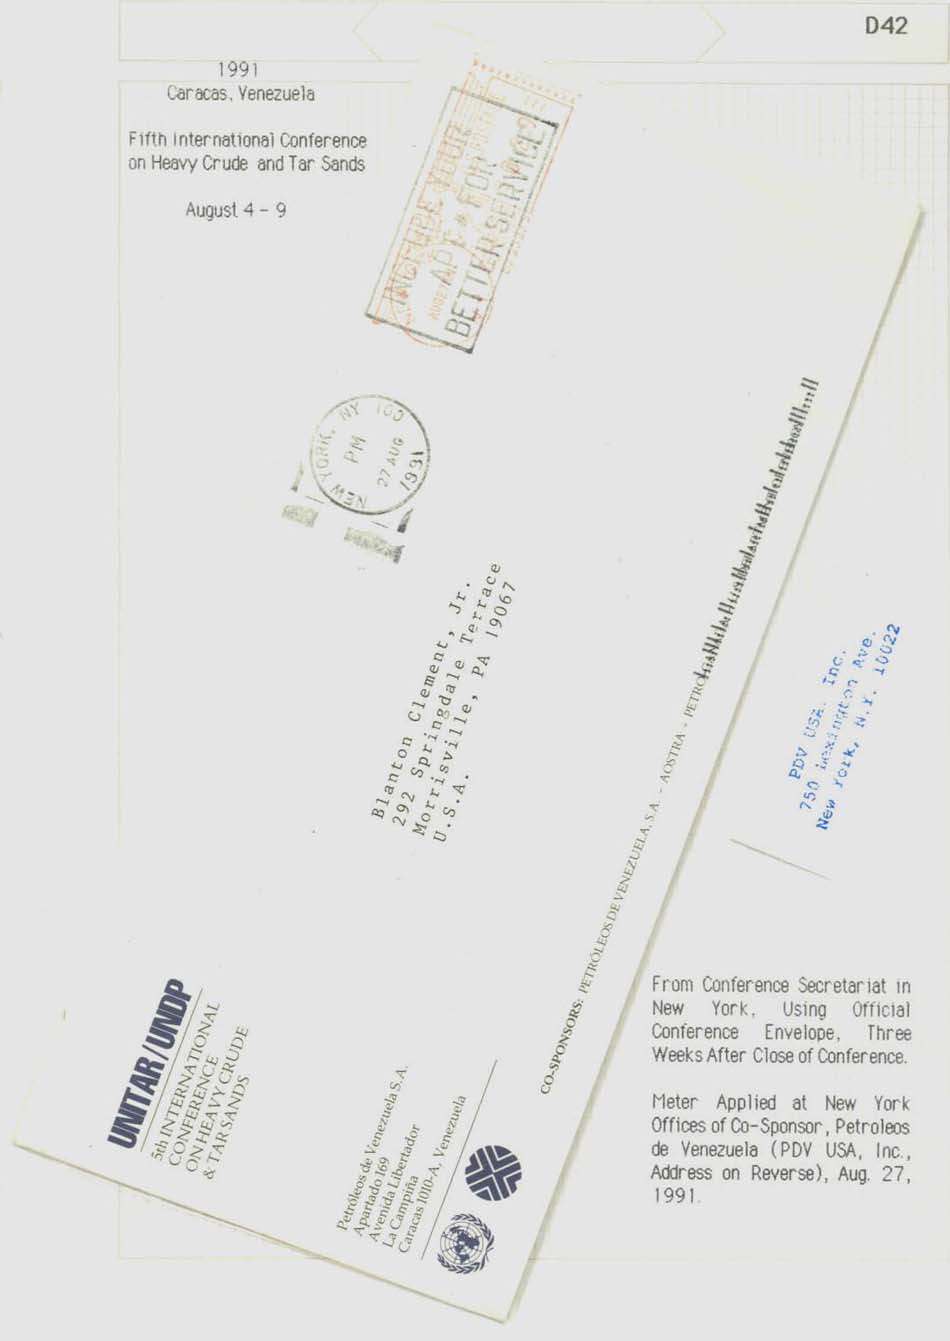 D42
1991
Caracas, Venezuela
Fifth International Conference
on Heavy Crude and Tar Sands
August 4 - 9
INCLUDE YOUR
APT # FOR
BETTER SERVICE
NEW YORK, NY 100
PM
27 AUG
1991
Blanton Clement, Jr.
292 Springdale Terrace
Morrisville, PA 19067
U.S.A.
PDV USA. Inc.
750 Lexington Ave.
New York, N.Y. 10022
UNITAR/UNDP
5th INTERNATIONAL
CONFERENCE
ON HEAVY CRUDE
& TAR SANDS
Petróleos de Venezuela S.A.
Apartado 169
Avenida Libertador
La Campiña
Caracas 1010-A, Venezuela
CO-SPONSORS: PETRÓLEOS DE VENEZUELA, S.A. - AOSTRA -
From Conference Secretariat in
New York, Using Official
Conference Envelope, Three
Weeks After Close of Conference.
Meter Applied at New York
Offices of Co-Sponsor, Petroleos
de Venezuela (PDV USA, Inc.,
Address on Reverse), Aug. 27,
1991.